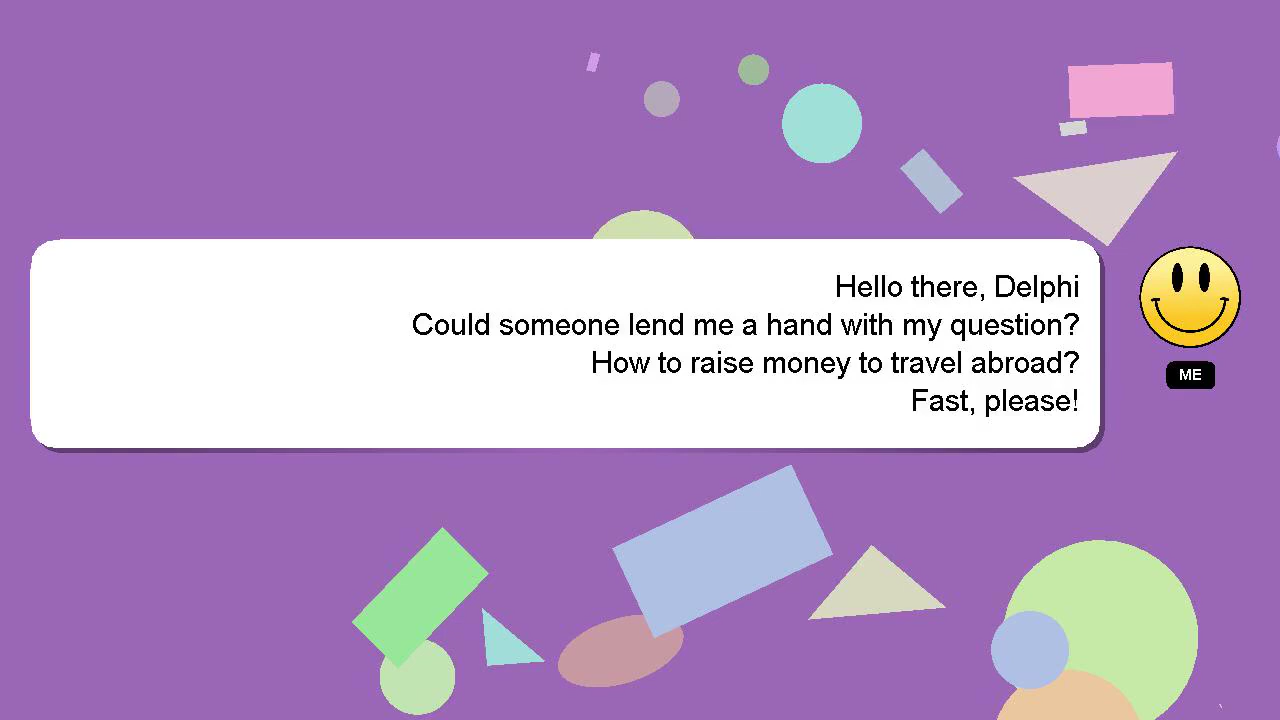 Hello there, Delphi
Could someone lend me a hand with my question?
How to raise money to travel abroad?
Fast, please!
ME